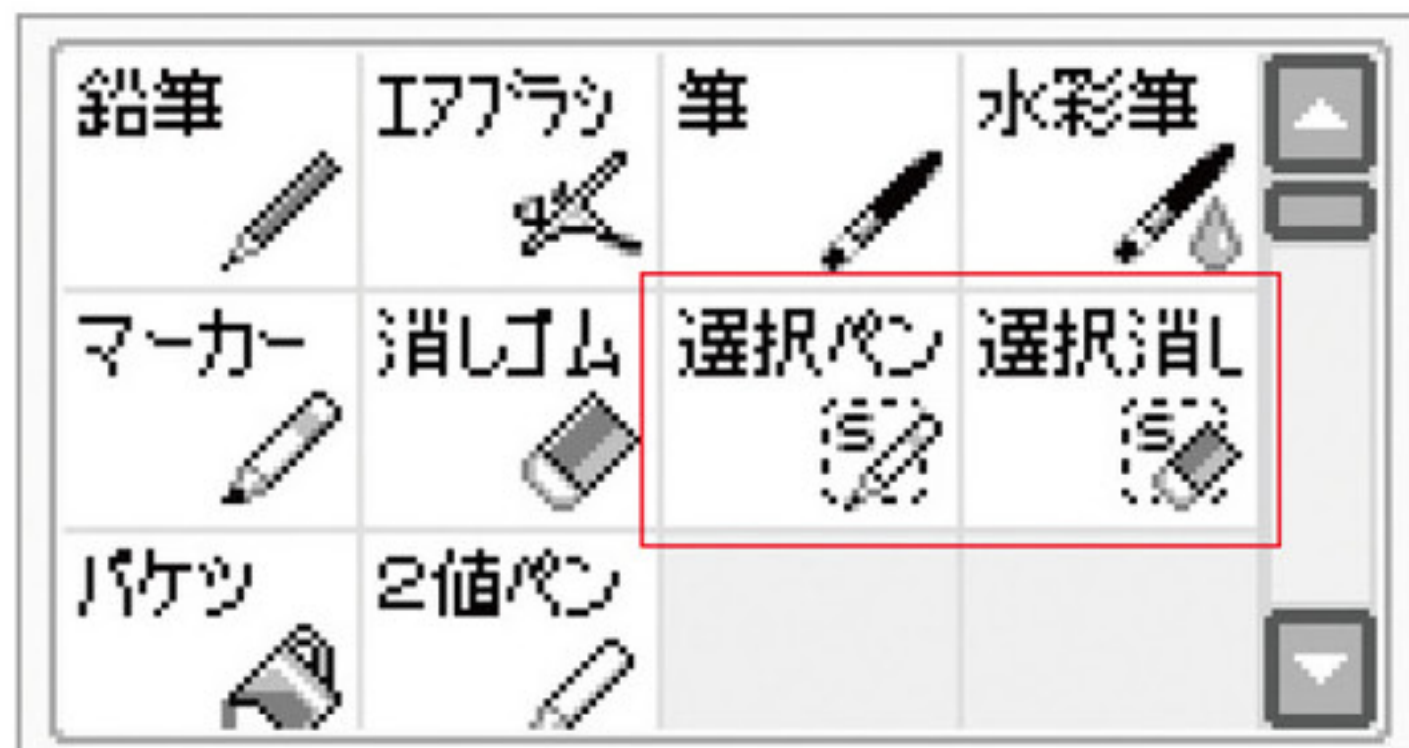 鉛筆 エアブラシ 筆 水彩筆
マーカー 消しゴム 選択ペン 選択消し
バケツ 2値ペン